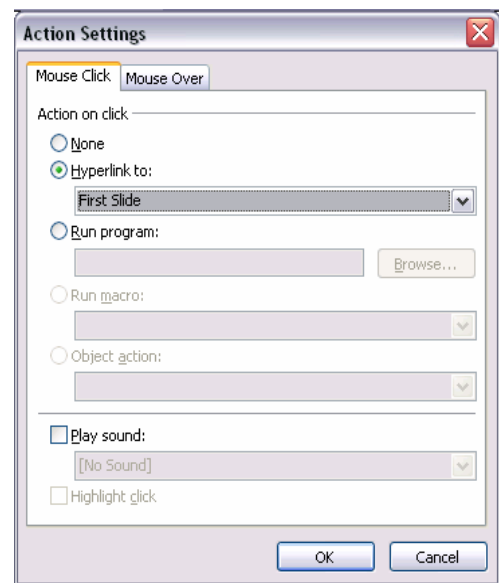 Action Settings
Mouse Click Mouse Over
Action on click
None
Hyperlink to:
First Slide
Run program:
Browse...
Run macro:
Object action:
Play sound:
[No Sound]
Highlight click
OK Cancel